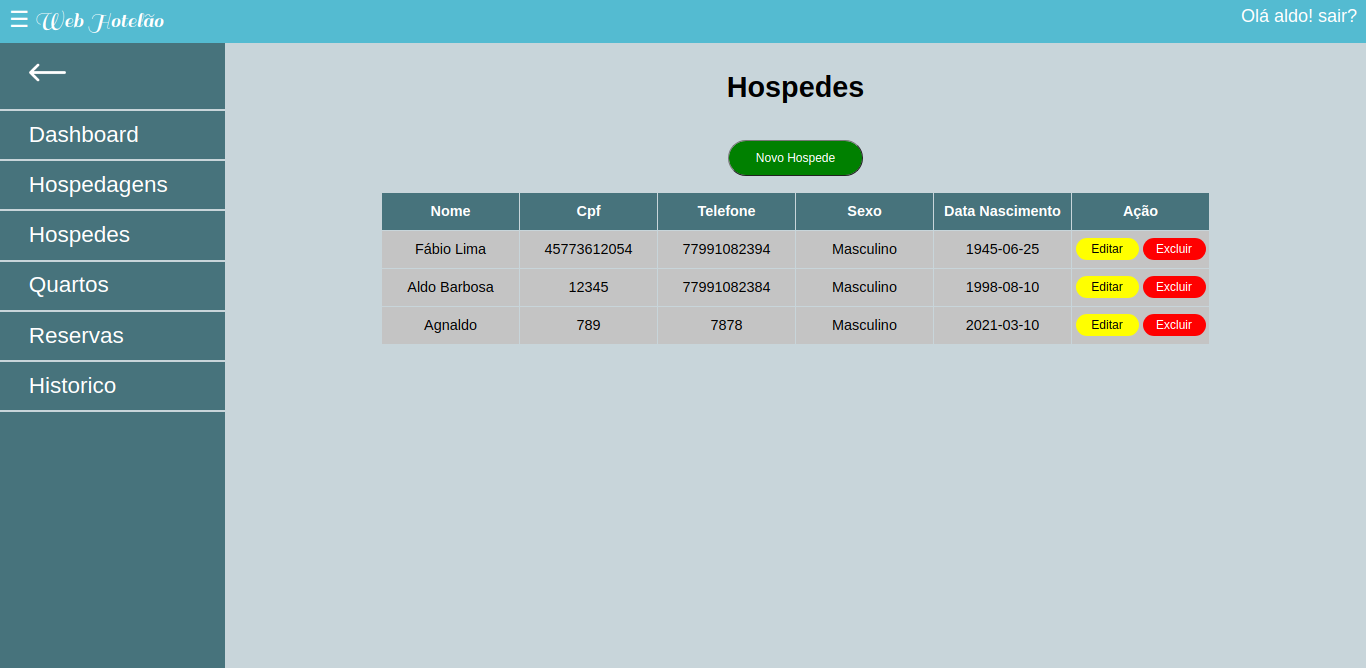 ☰ Web Hotelão
Olá aldo! sair?
Dashboard
Hospedagens
Hospedes
Quartos
Reservas
Historico
Hospedes
Novo Hospede
Nome Cpf Telefone Sexo Data Nascimento Ação
Fábio Lima 45773612054 77991082394 Masculino 1945-06-25 Editar Excluir
Aldo Barbosa 12345 77991082384 Masculino 1998-08-10 Editar Excluir
Agnaldo 789 7878 Masculino 2021-03-10 Editar Excluir